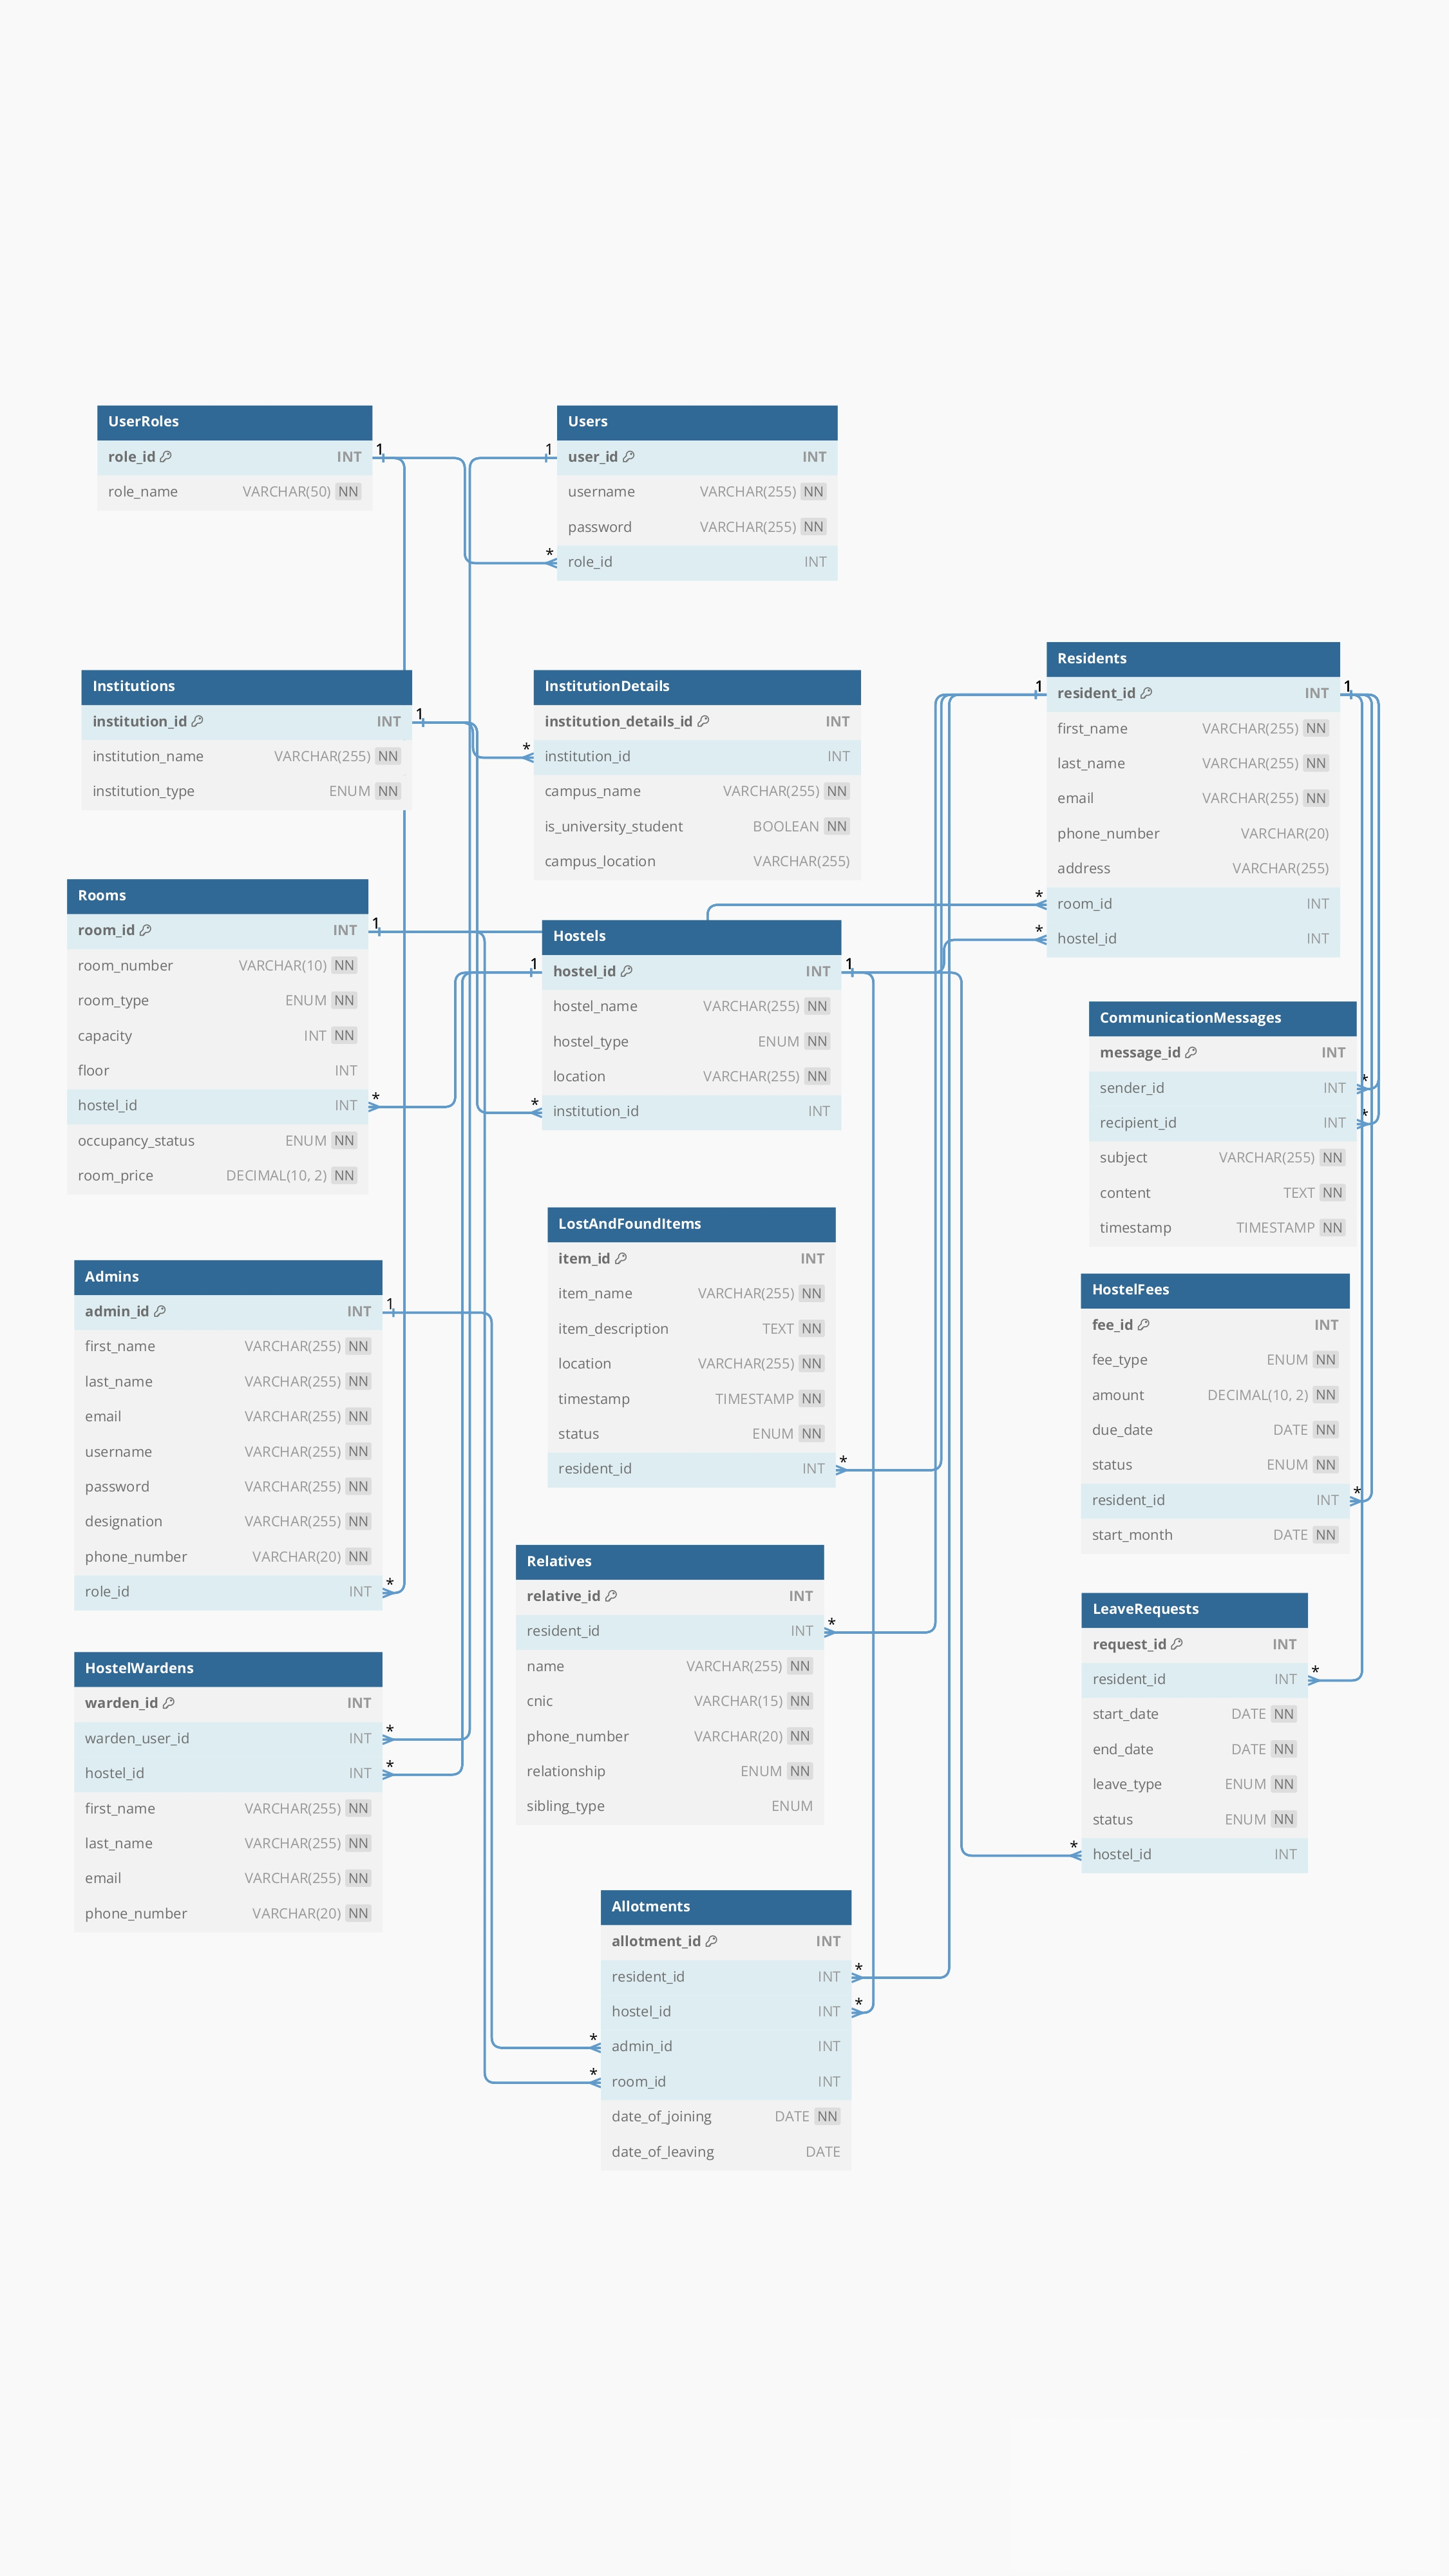 UserRoles
role_id INT
role_name VARCHAR(50) NN
Users
user_id INT
username VARCHAR(255) NN
password VARCHAR(255) NN
role_id INT
1
1
*
Institutions
institution_id INT
institution_name VARCHAR(255) NN
institution_type ENUM NN
1
InstitutionDetails
institution_details_id INT
institution_id INT
campus_name VARCHAR(255) NN
is_university_student BOOLEAN NN
campus_location VARCHAR(255)
*
Residents
resident_id INT
first_name VARCHAR(255) NN
last_name VARCHAR(255) NN
email VARCHAR(255) NN
phone_number VARCHAR(20)
address VARCHAR(255)
room_id INT
hostel_id INT
1
1
*
*
Rooms
room_id INT
room_number VARCHAR(10) NN
room_type ENUM NN
capacity INT NN
floor INT
hostel_id INT
occupancy_status ENUM NN
room_price DECIMAL(10, 2) NN
1
*
Hostels
hostel_id INT
hostel_name VARCHAR(255) NN
hostel_type ENUM NN
location VARCHAR(255) NN
institution_id INT
1
1
*
CommunicationMessages
message_id INT
sender_id INT
recipient_id INT
subject VARCHAR(255) NN
content TEXT NN
timestamp TIMESTAMP NN
*
*
LostAndFoundItems
item_id INT
item_name VARCHAR(255) NN
item_description TEXT NN
location VARCHAR(255) NN
timestamp TIMESTAMP NN
status ENUM NN
resident_id INT
*
Admins
admin_id INT
first_name VARCHAR(255) NN
last_name VARCHAR(255) NN
email VARCHAR(255) NN
username VARCHAR(255) NN
password VARCHAR(255) NN
designation VARCHAR(255) NN
phone_number VARCHAR(20) NN
role_id INT
1
*
HostelFees
fee_id INT
fee_type ENUM NN
amount DECIMAL(10, 2) NN
due_date DATE NN
status ENUM NN
resident_id INT
start_month DATE NN
*
Relatives
relative_id INT
resident_id INT
name VARCHAR(255) NN
cnic VARCHAR(15) NN
phone_number VARCHAR(20) NN
relationship ENUM NN
sibling_type ENUM
*
LeaveRequests
request_id INT
resident_id INT
start_date DATE NN
end_date DATE NN
leave_type ENUM NN
status ENUM NN
hostel_id INT
*
*
HostelWardens
warden_id INT
warden_user_id INT
hostel_id INT
first_name VARCHAR(255) NN
last_name VARCHAR(255) NN
email VARCHAR(255) NN
phone_number VARCHAR(20) NN
*
*
Allotments
allotment_id INT
resident_id INT
hostel_id INT
admin_id INT
room_id INT
date_of_joining DATE NN
date_of_leaving DATE
*
*
*
*